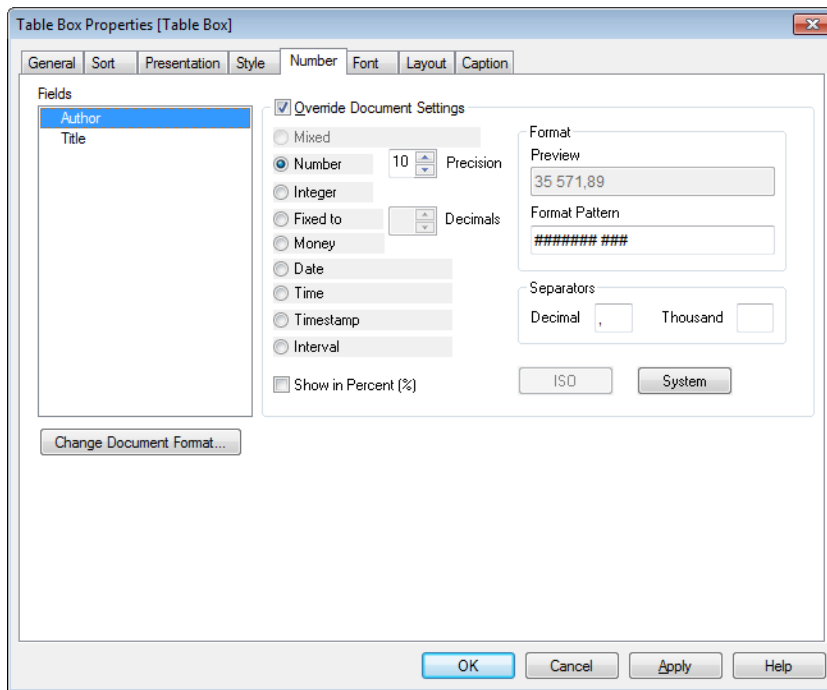 Table Box Properties [Table Box]
General Sort Presentation Style Number Font Layout Caption
Fields
Author
Title
Override Document Settings
Mixed
Number 10 Precision
Integer
Fixed to Decimals
Money
Date
Time
Timestamp
Interval
Show in Percent (%)
Format
Preview
35 571,89
Format Pattern
####### ###
Separators
Decimal , Thousand
ISO System
Change Document Format...
OK Cancel Apply Help